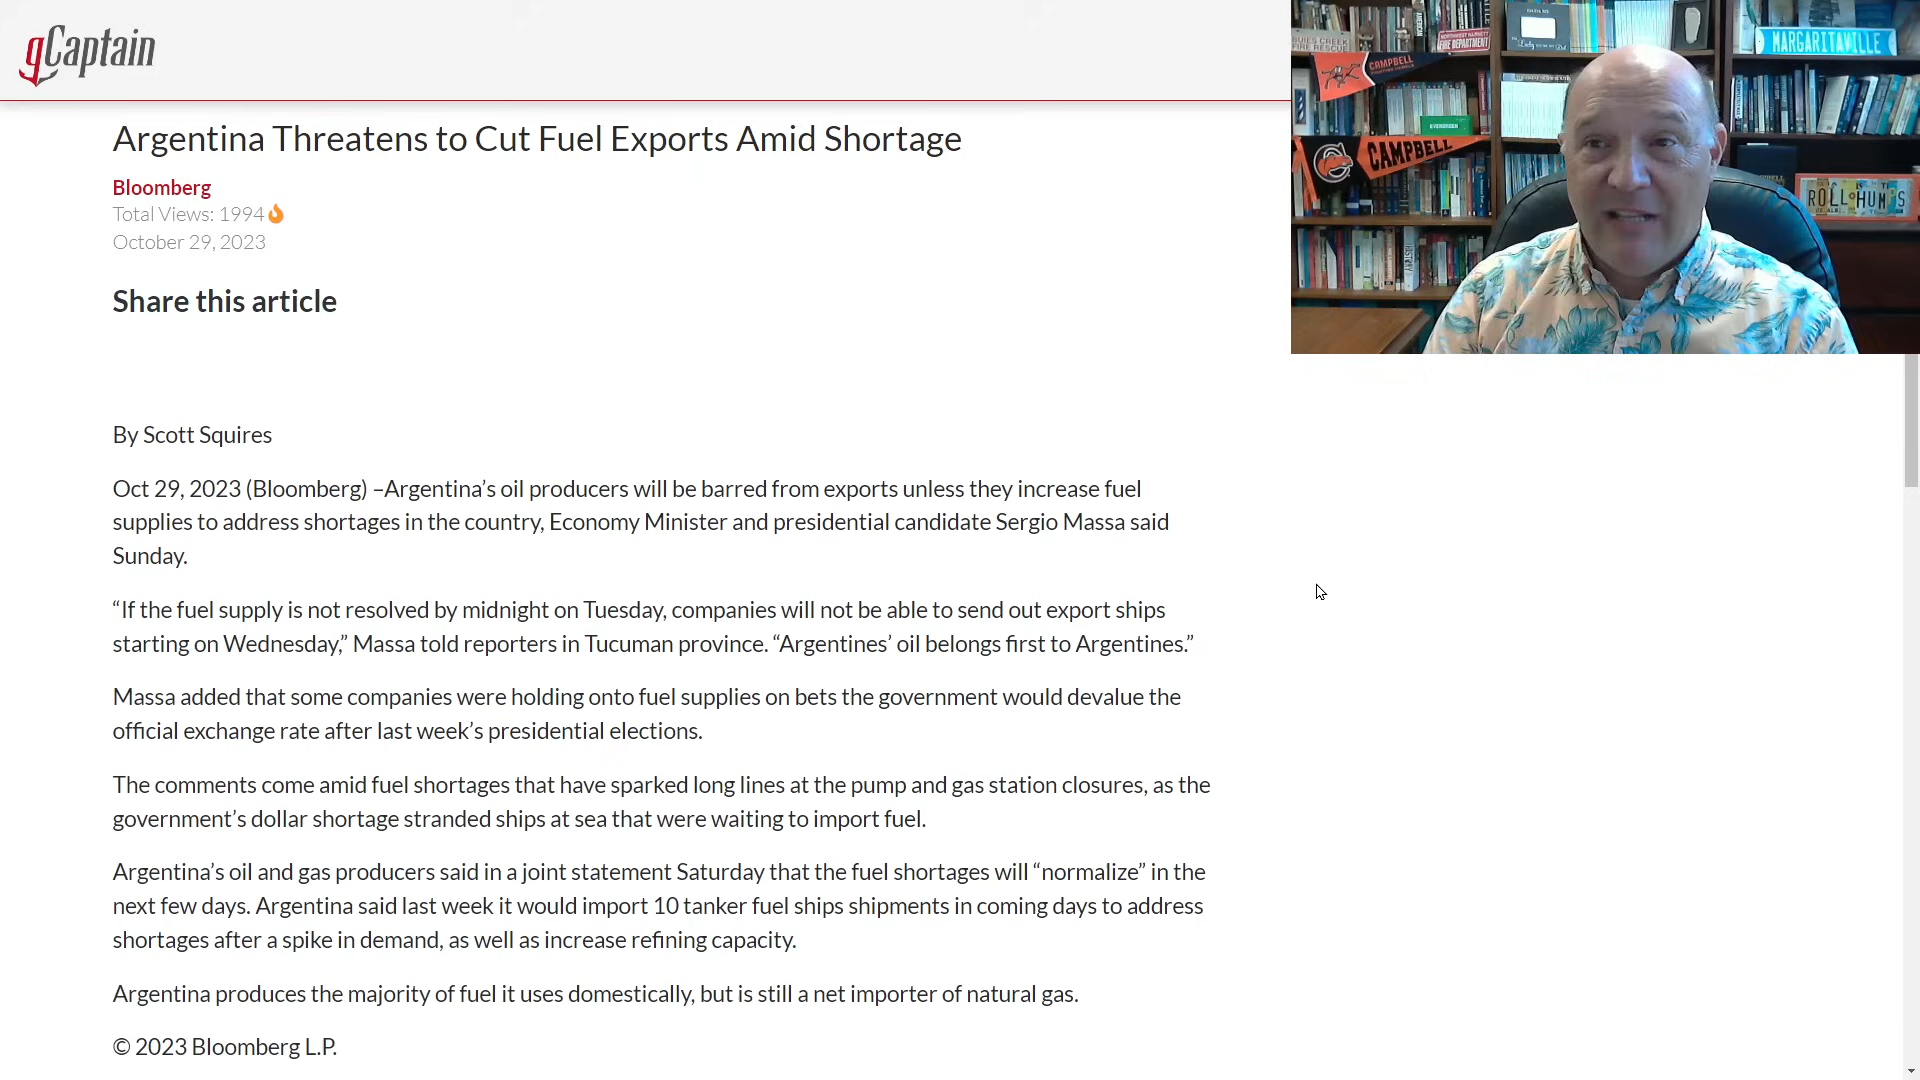 gCaptain
Argentina Threatens to Cut Fuel Exports Amid Shortage
Bloomberg
Total Views: 1994
October 29, 2023
Share this article
By Scott Squires
Oct 29, 2023 (Bloomberg) –Argentina’s oil producers will be barred from exports unless they increase fuel
supplies to address shortages in the country, Economy Minister and presidential candidate Sergio Massa said
Sunday.
“If the fuel supply is not resolved by midnight on Tuesday, companies will not be able to send out export ships
starting on Wednesday,” Massa told reporters in Tucuman province. “Argentines’ oil belongs first to Argentines.”
Massa added that some companies were holding onto fuel supplies on bets the government would devalue the
official exchange rate after last week’s presidential elections.
The comments come amid fuel shortages that have sparked long lines at the pump and gas station closures, as the
government’s dollar shortage stranded ships at sea that were waiting to import fuel.
Argentina’s oil and gas producers said in a joint statement Saturday that the fuel shortages will “normalize” in the
next few days. Argentina said last week it would import 10 tanker fuel ships shipments in coming days to address
shortages after a spike in demand, as well as increase refining capacity.
Argentina produces the majority of fuel it uses domestically, but is still a net importer of natural gas.
© 2023 Bloomberg L.P.
BUIES CREEK
FIRE RESCUE
FIRE DEPARTMENT
MARGARITAVILLE
CAMPBELL
EVERGREEN
CAMPBELL
ROLL HUMPS
HISTORY